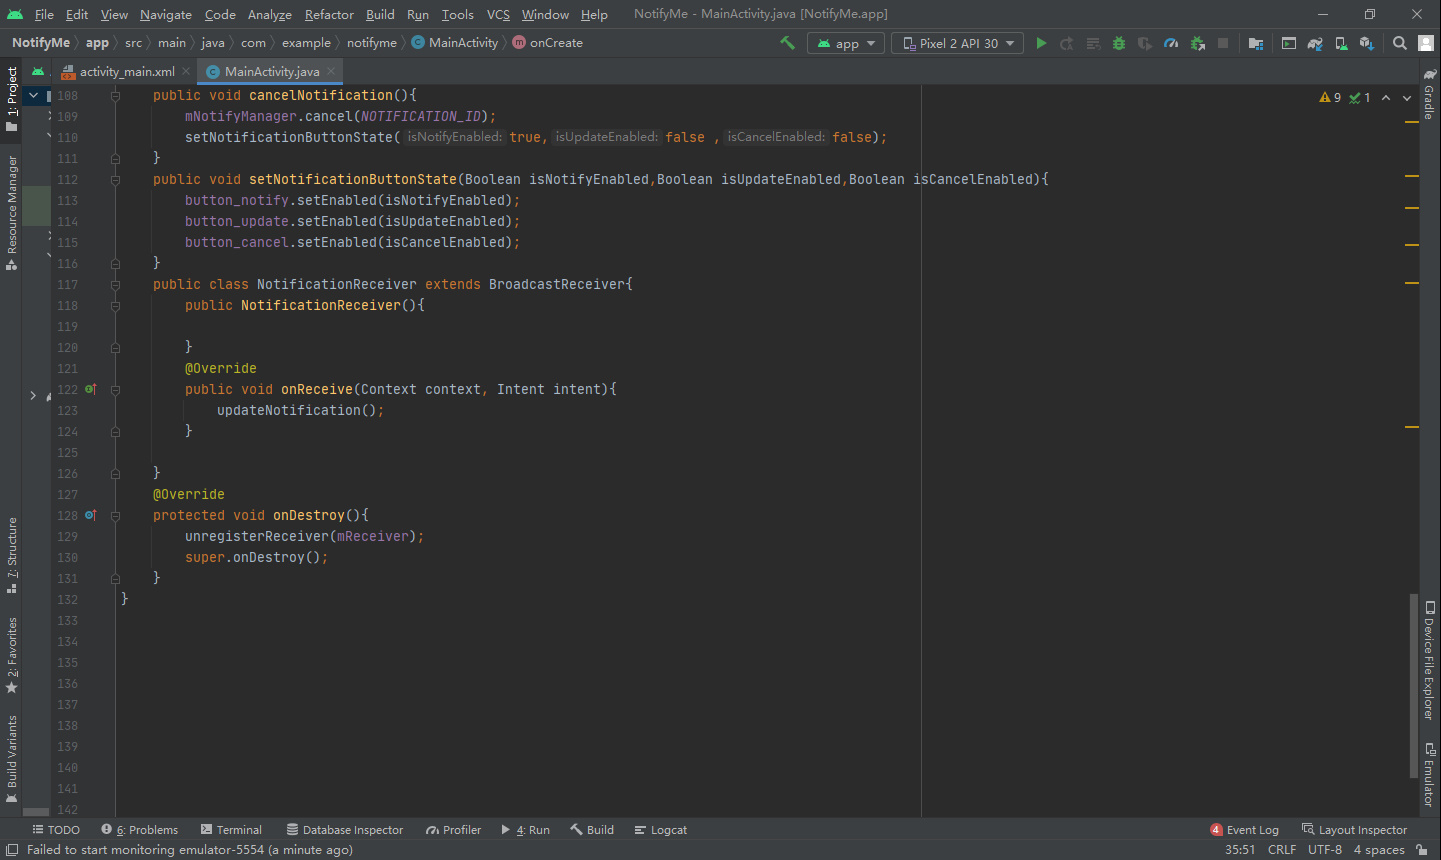 File Edit View Navigate Code Analyze Refactor Build Run Tools VCS Window Help NotifyMe - MainActivity.java [NotifyMe.app]
NotifyMe app src main java com example notifyme MainActivity onCreate app Pixel 2 API 30
activity_main.xml MainActivity.java
1: Project
Resource Manager
7: Structure
2: Favorites
Build Variants
9 1
108 public void cancelNotification(){
109 mNotifyManager.cancel(NOTIFICATION_ID);
110 setNotificationButtonState( isNotifyEnabled: true, isUpdateEnabled: false , isCancelEnabled: false);
111 }
112 public void setNotificationButtonState(Boolean isNotifyEnabled,Boolean isUpdateEnabled,Boolean isCancelEnabled){
113 button_notify.setEnabled(isNotifyEnabled);
114 button_update.setEnabled(isUpdateEnabled);
115 button_cancel.setEnabled(isCancelEnabled);
116 }
117 public class NotificationReceiver extends BroadcastReceiver{
118 public NotificationReceiver(){
119
120 }
121 @Override
122 public void onReceive(Context context, Intent intent){
123 updateNotification();
124 }
125
126 }
127 @Override
128 protected void onDestroy(){
129 unregisterReceiver(mReceiver);
130 super.onDestroy();
131 }
132 }
133
134
135
136
137
138
139
140
141
142
Gradle
Device File Explorer
Emulator
TODO 6: Problems Terminal Database Inspector Profiler 4: Run Build Logcat 4 Event Log Layout Inspector
Failed to start monitoring emulator-5554 (a minute ago) 35:51 CRLF UTF-8 4 spaces